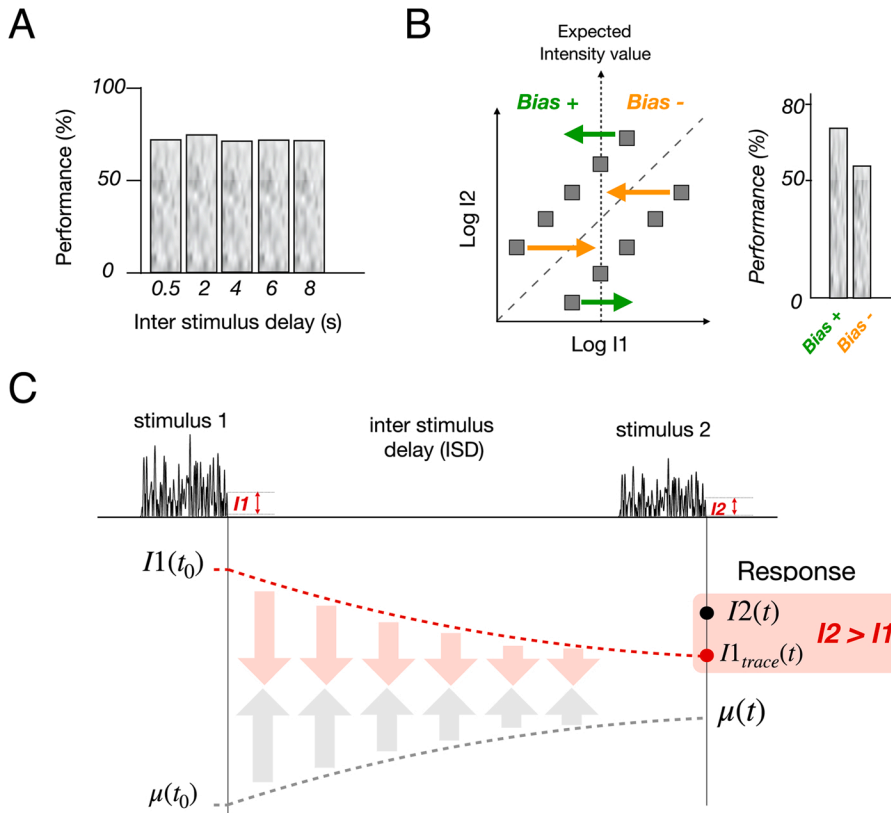 A
100
50
0
Performance (%)
0.5 2 4 6 8
Inter stimulus delay (s)
B
Expected
Intensity value
Bias + Bias -
Log I2
Log I1
80
50
0
Performance (%)
Bias +
Bias -
C
stimulus 1
inter stimulus
delay (ISD)
stimulus 2
I1
I2
I1(t0)
Response
I2(t)
I2 > I1
I1trace(t)
μ(t)
μ(t0)